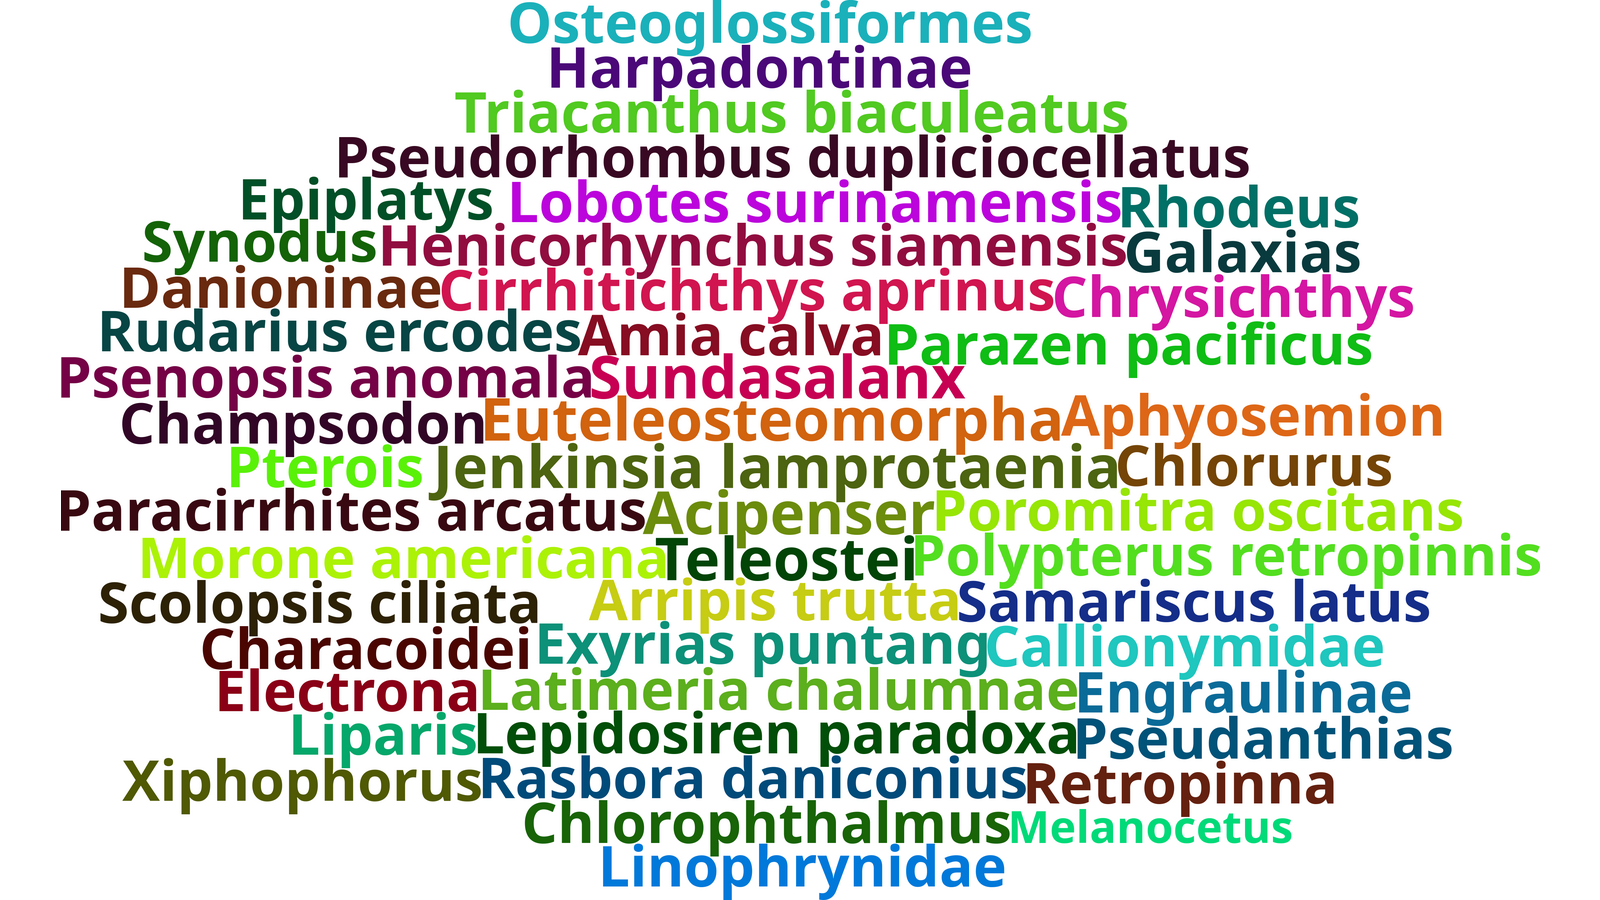 Osteoglossiformes
Harpadontinae
Triacanthus biaculeatus
Pseudorhombus dupliciocellatus
Epiplatys Lobotes surinamensis Rhodeus
Synodus Henicorhynchus siamensis Galaxias
Danioninae Cirrhitichthys aprinus Chrysichthys
Rudarius ercodes Amia calva Parazen pacificus
Psenopsis anomala Sundasalanx
Champsodon Euteleosteomorpha Aphyosemion
Pterois Jenkinsia lamprotaenia Chlorurus
Paracirrhites arcatus Acipenser Poromitra oscitans
Morone americana Teleostei Polypterus retropinnis
Scolopsis ciliata Arripis trutta Samariscus latus
Characoidei Exyrias puntang Callionymidae
Electrona Latimeria chalumnae Engraulinae
Liparis Lepidosiren paradoxa Pseudanthias
Xiphophorus Rasbora daniconius Retropinna
Chlorophthalmus Melanocetus
Linophrynidae